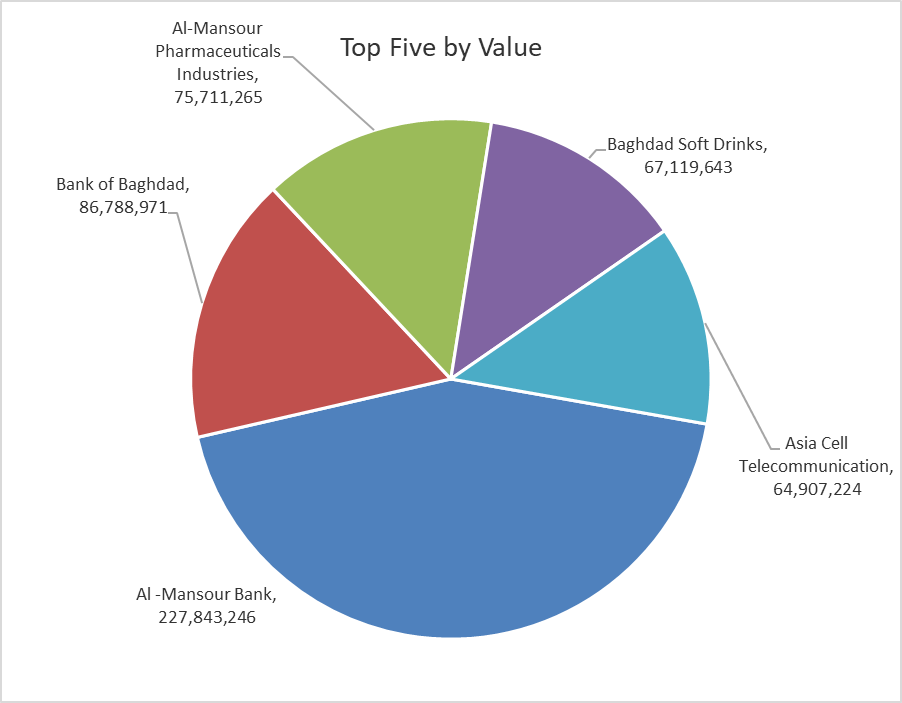 Top Five by Value
Al-Mansour
Pharmaceuticals
Industries,
75,711,265
Baghdad Soft Drinks,
67,119,643
Bank of Baghdad,
86,788,971
Asia Cell
Telecommunication,
64,907,224
Al -Mansour Bank,
227,843,246